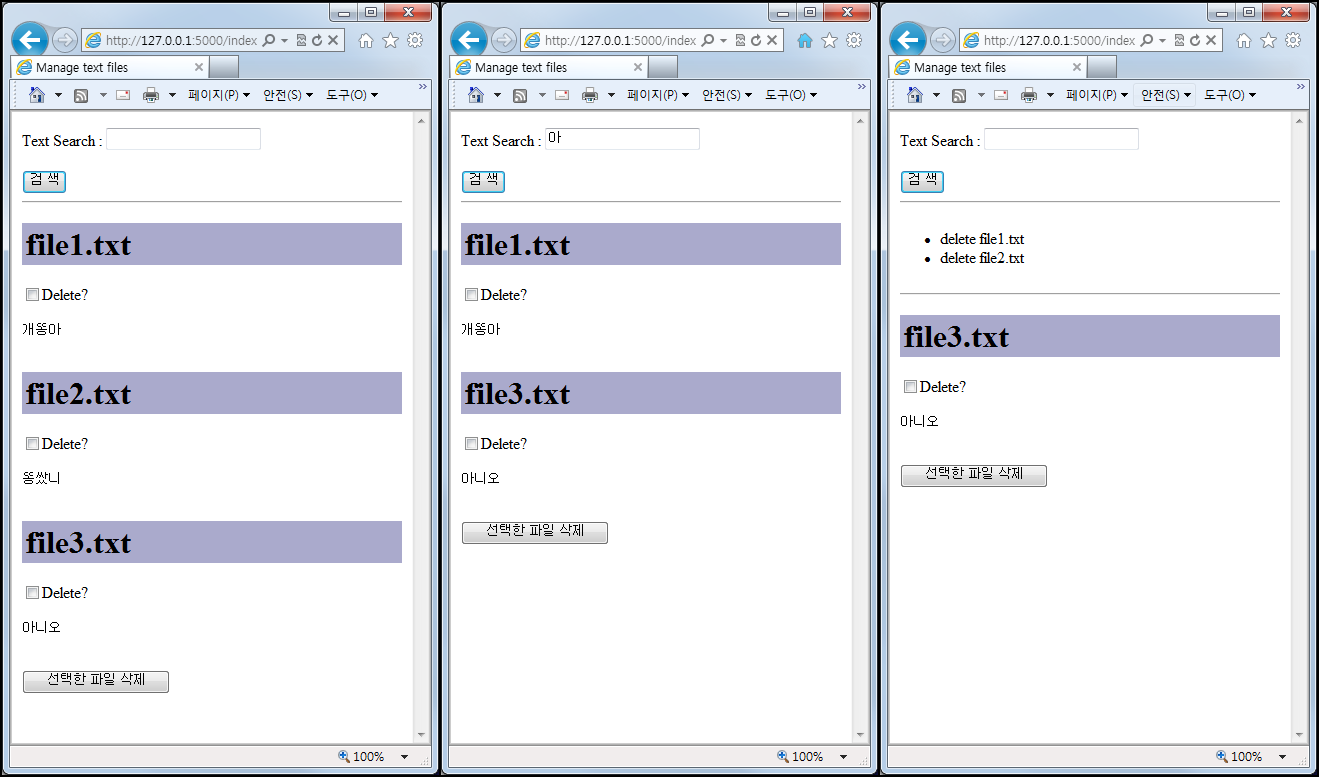 http://127.0.0.1:5000/index
Manage text files
페이지(P) 안전(S) 도구(O) »
Text Search :
검 색
file1.txt
Delete?
개똥아
file2.txt
Delete?
똥쌌니
file3.txt
Delete?
아니오
선택한 파일 삭제
100%
http://127.0.0.1:5000/index
Manage text files
페이지(P) 안전(S) 도구(O) »
Text Search : 아
검 색
file1.txt
Delete?
개똥아
file3.txt
Delete?
아니오
선택한 파일 삭제
100%
http://127.0.0.1:5000/index
Manage text files
페이지(P) 안전(S) 도구(O) »
Text Search :
검 색
• delete file1.txt
• delete file2.txt
file3.txt
Delete?
아니오
선택한 파일 삭제
100%